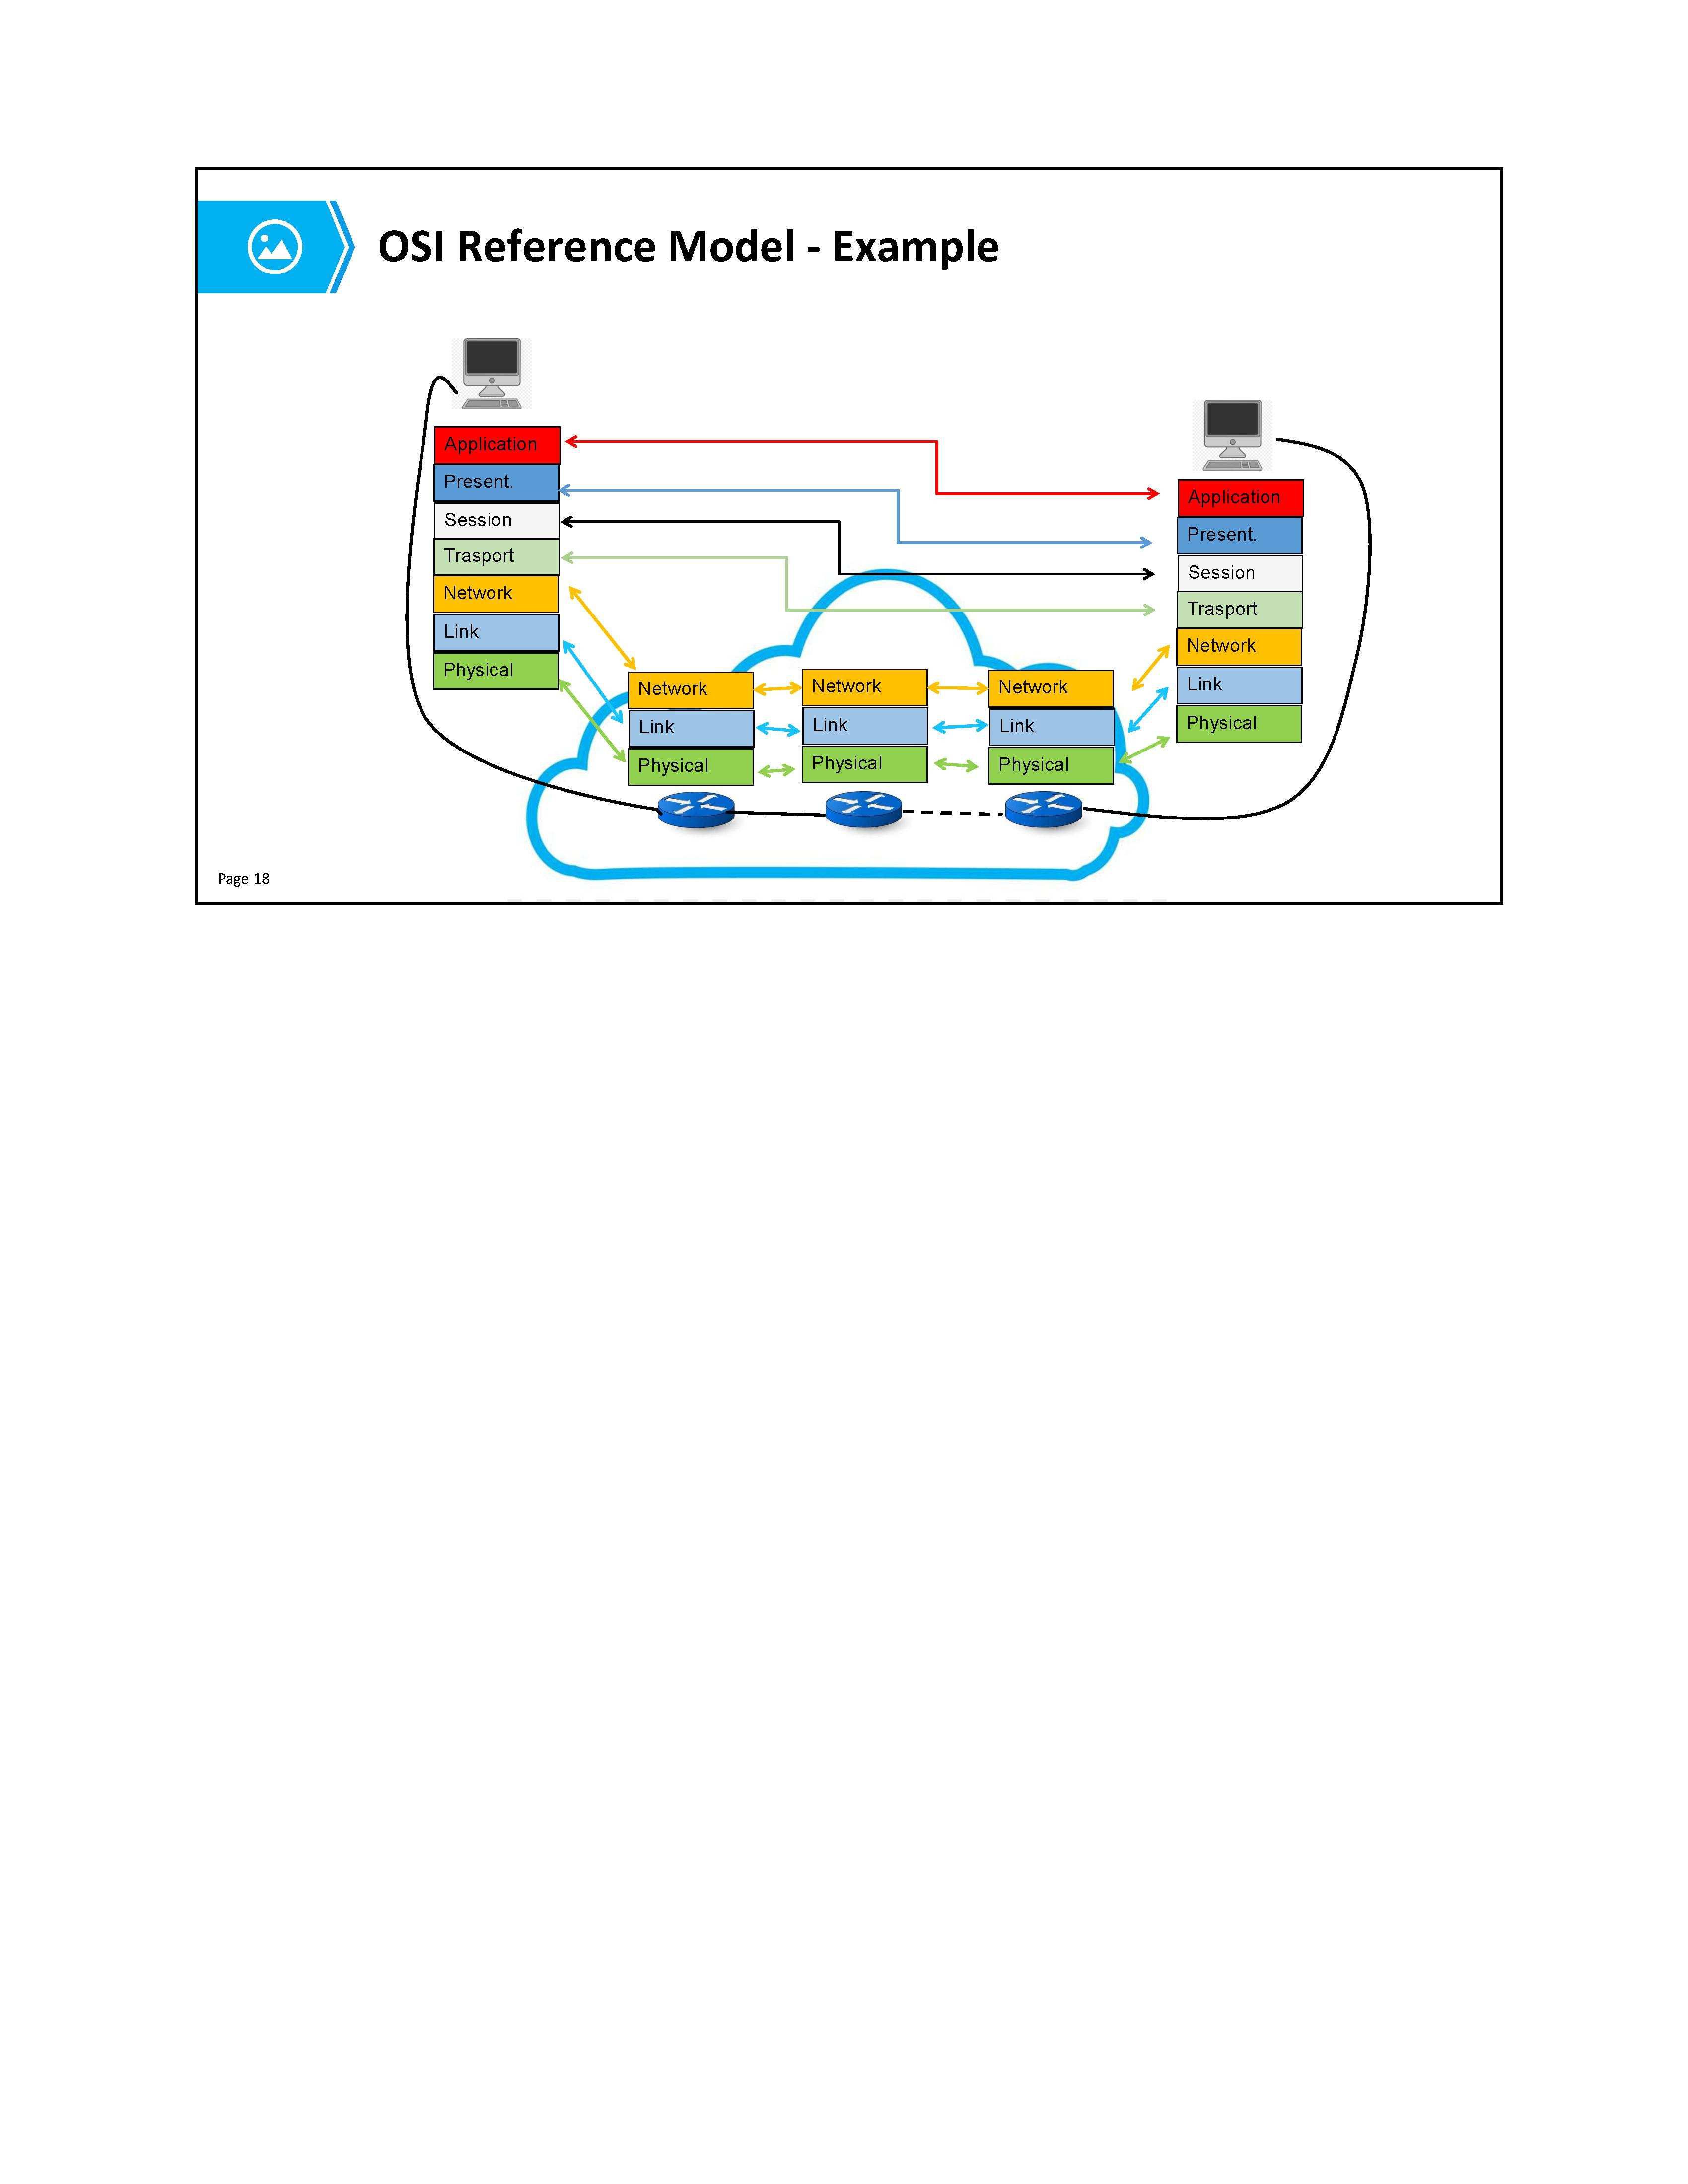 OSI Reference Model - Example
Application
Present.
Session
Trasport
Network
Link
Physical
Network
Link
Physical
Network
Link
Physical
Network
Link
Physical
Application
Present.
Session
Trasport
Network
Link
Physical
Page 18